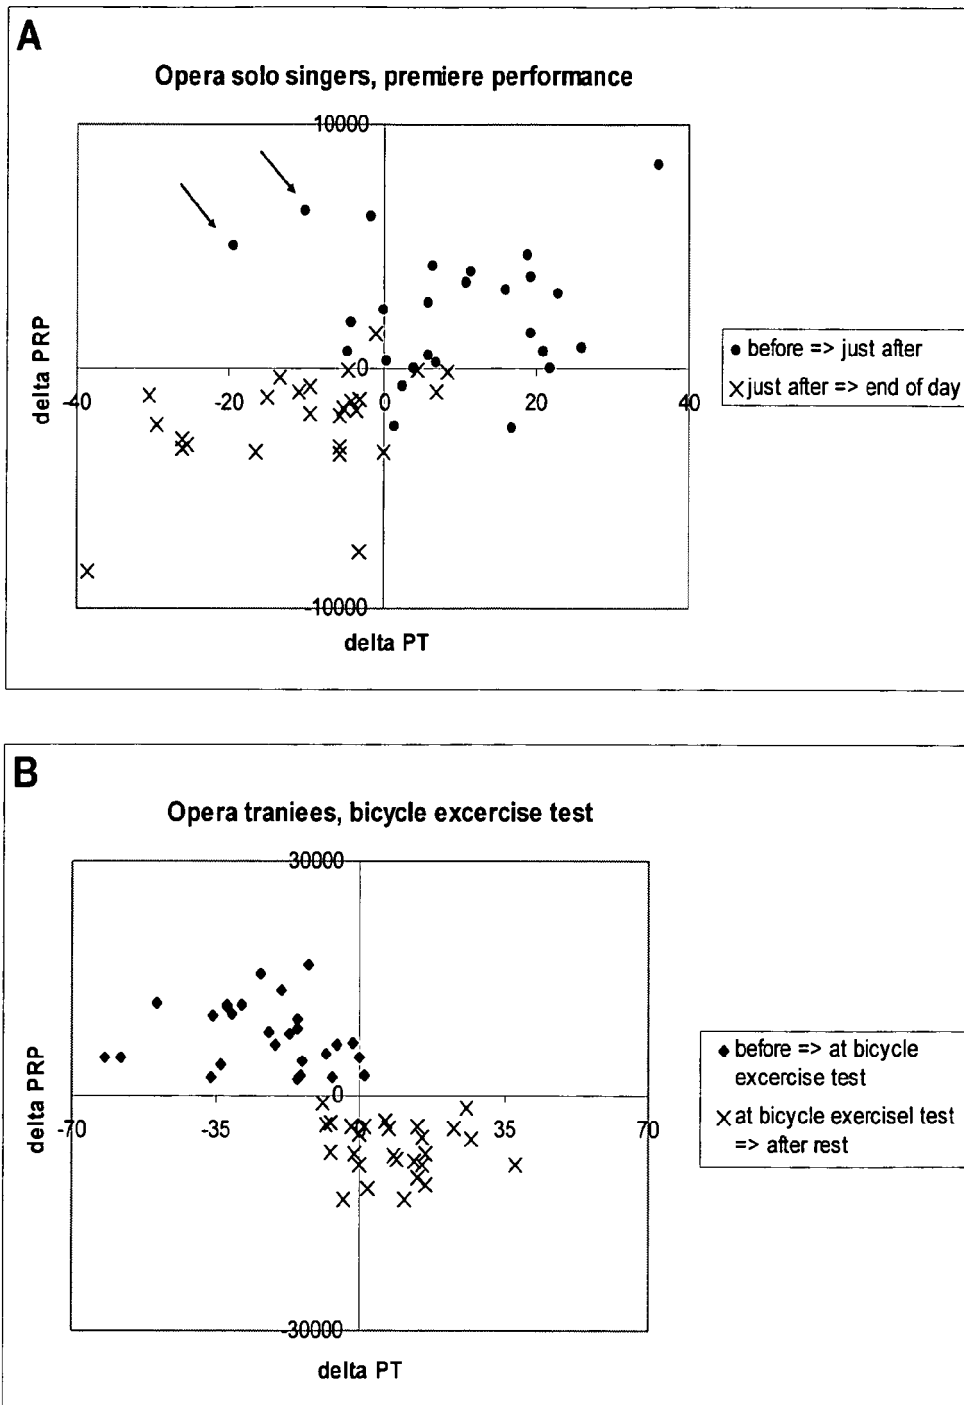 A
Opera solo singers, premiere performance
10000
delta PRP
0
-40
-20
0
20
40
-10000
delta PT
before => just after
just after => end of day
B
Opera traniees, bicycle excercise test
30000
delta PRP
0
-70
-35
0
35
70
-30000
delta PT
before => at bicycle
excercise test
at bicycle exercisel test
=> after rest